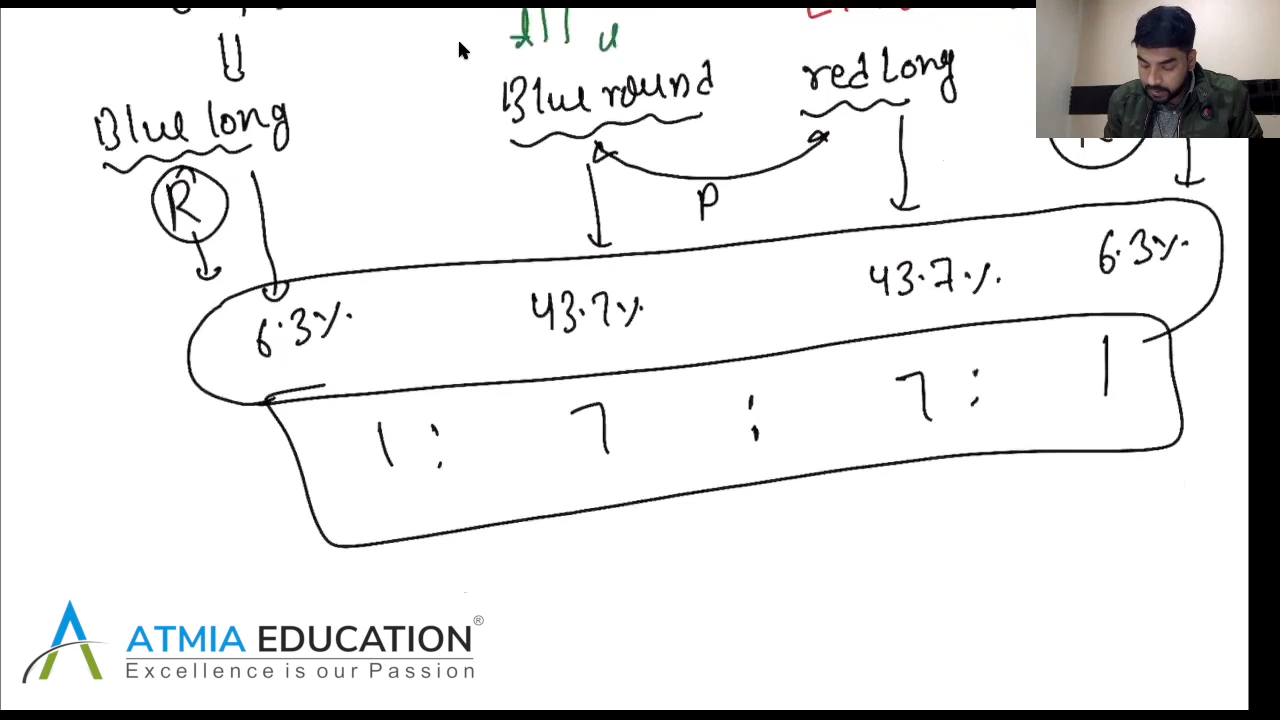 Blue long
Blue round
red long
R
P
6.3%
43.7%
43.7%
6.3%
1 : 7 : 7 : 1
ATMIA EDUCATION®
Excellence is our Passion